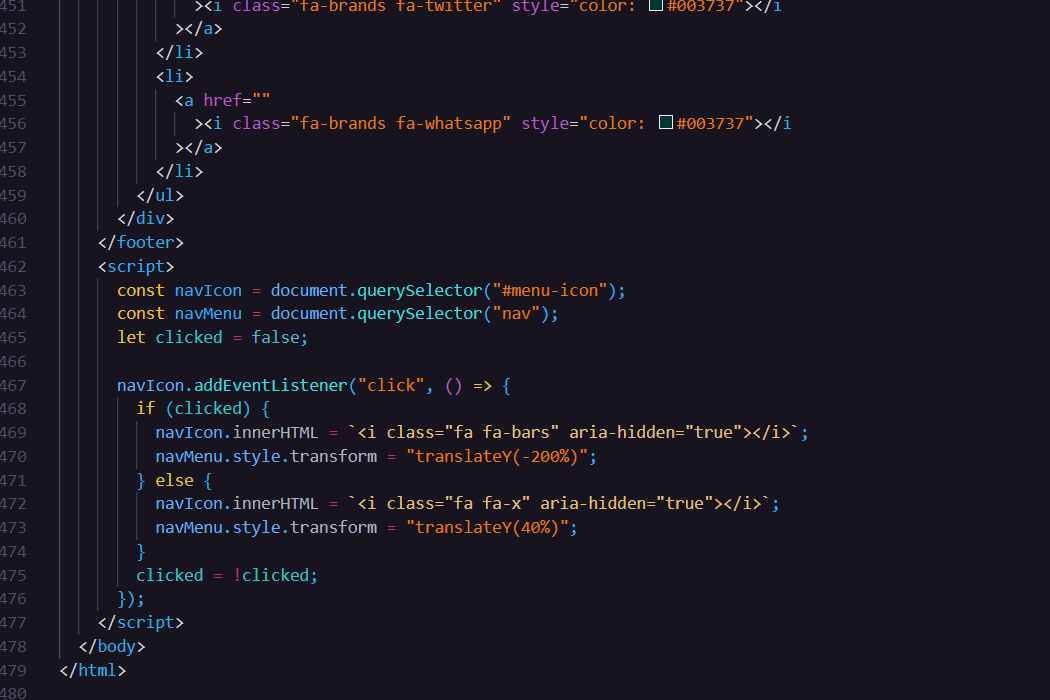 451 ><i class="fa-brands fa-twitter" style="color: #003737"></i
452 ></a>
453 </li>
454 <li>
455 <a href=""
456 ><i class="fa-brands fa-whatsapp" style="color: #003737"></i
457 ></a>
458 </li>
459 </ul>
460 </div>
461 </footer>
462 <script>
463 const navIcon = document.querySelector("#menu-icon");
464 const navMenu = document.querySelector("nav");
465 let clicked = false;
466
467 navIcon.addEventListener("click", () => {
468 if (clicked) {
469 navIcon.innerHTML = `<i class="fa fa-bars" aria-hidden="true"></i>`;
470 navMenu.style.transform = "translateY(-200%)";
471 } else {
472 navIcon.innerHTML = `<i class="fa fa-x" aria-hidden="true"></i>`;
473 navMenu.style.transform = "translateY(40%)";
474 }
475 clicked = !clicked;
476 });
477 </script>
478 </body>
479 </html>
480